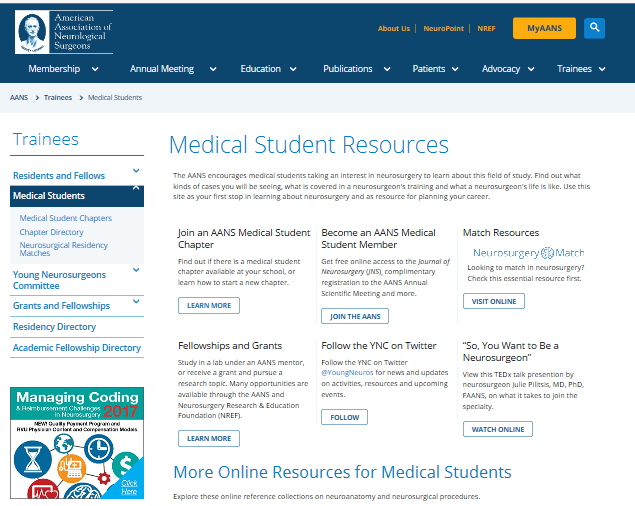 American
Association of
Neurological
Surgeons
About Us
NeuroPoint
NREF
MyAANS
Membership
Annual Meeting
Education
Publications
Patients
Advocacy
Trainees
AANS > Trainees > Medical Students
Trainees
Residents and Fellows
Medical Students
Medical Student Chapters
Chapter Directory
Neurosurgical Residency
Matches
Young Neurosurgeons
Committee
Grants and Fellowships
Residency Directory
Academic Fellowship Directory
Managing Coding
& Reimbursement Challenges
in Neurosurgery 2017
NEW! Quality Payment Program and
RVU Physician Content and Compensation Models
Click
Here
Medical Student Resources
The AANS encourages medical students taking an interest in neurosurgery to learn about this field of study. Find out what
kinds of cases you will be seeing, what is covered in a neurosurgeon's training and what a neurosurgeon's life is like. Use this
site as your first stop in learning about neurosurgery and as resource for planning your career.
Join an AANS Medical Student
Chapter
Find out if there is a medical student
chapter available at your school, or
learn how to start a new chapter.
LEARN MORE
Become an AANS Medical
Student Member
Get free online access to the Journal of
Neurosurgery (JNS), complimentary
registration to the AANS Annual
Scientific Meeting and more.
JOIN THE AANS
Match Resources
Neurosurgery Match
Looking to match in neurosurgery?
Check this essential resource first.
VISIT ONLINE
Fellowships and Grants
Study in a lab under an AANS mentor,
or receive a grant and pursue a
research topic. Many opportunities are
available through the AANS and
Neurosurgery Research & Education
Foundation (NREF).
LEARN MORE
Follow the YNC on Twitter
Follow the YNC on Twitter
@YoungNeuros for news and updates
on activities, resources and upcoming
events.
FOLLOW
"So, You Want to Be a
Neurosurgeon"
View this TEDx talk presention by
neurosurgeon Julie Pilitsis, MD, PhD,
FAANS, on what it takes to join the
specialty.
WATCH ONLINE
More Online Resources for Medical Students
Explore these online reference collections on neuroanatomy and neurosurgical procedures.